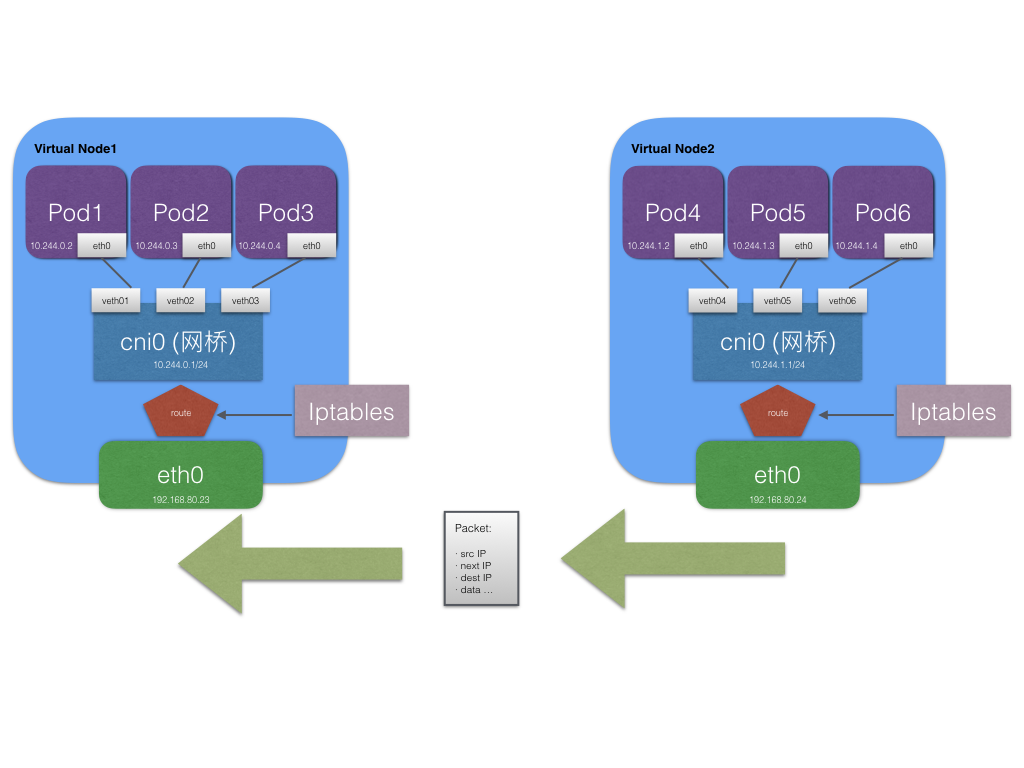 Virtual Node1
Pod1
Pod2
Pod3
10.244.0.2
eth0
10.244.0.3
eth0
10.244.0.4
eth0
veth01
veth02
veth03
cni0 (网桥)
10.244.0.1/24
route
Iptables
eth0
192.168.80.23
Virtual Node2
Pod4
Pod5
Pod6
10.244.1.2
eth0
10.244.1.3
eth0
10.244.1.4
eth0
veth04
veth05
veth06
cni0 (网桥)
10.244.1.1/24
route
Iptables
eth0
192.168.80.24
Packet:
· src IP
· next IP
· dest IP
· data ...